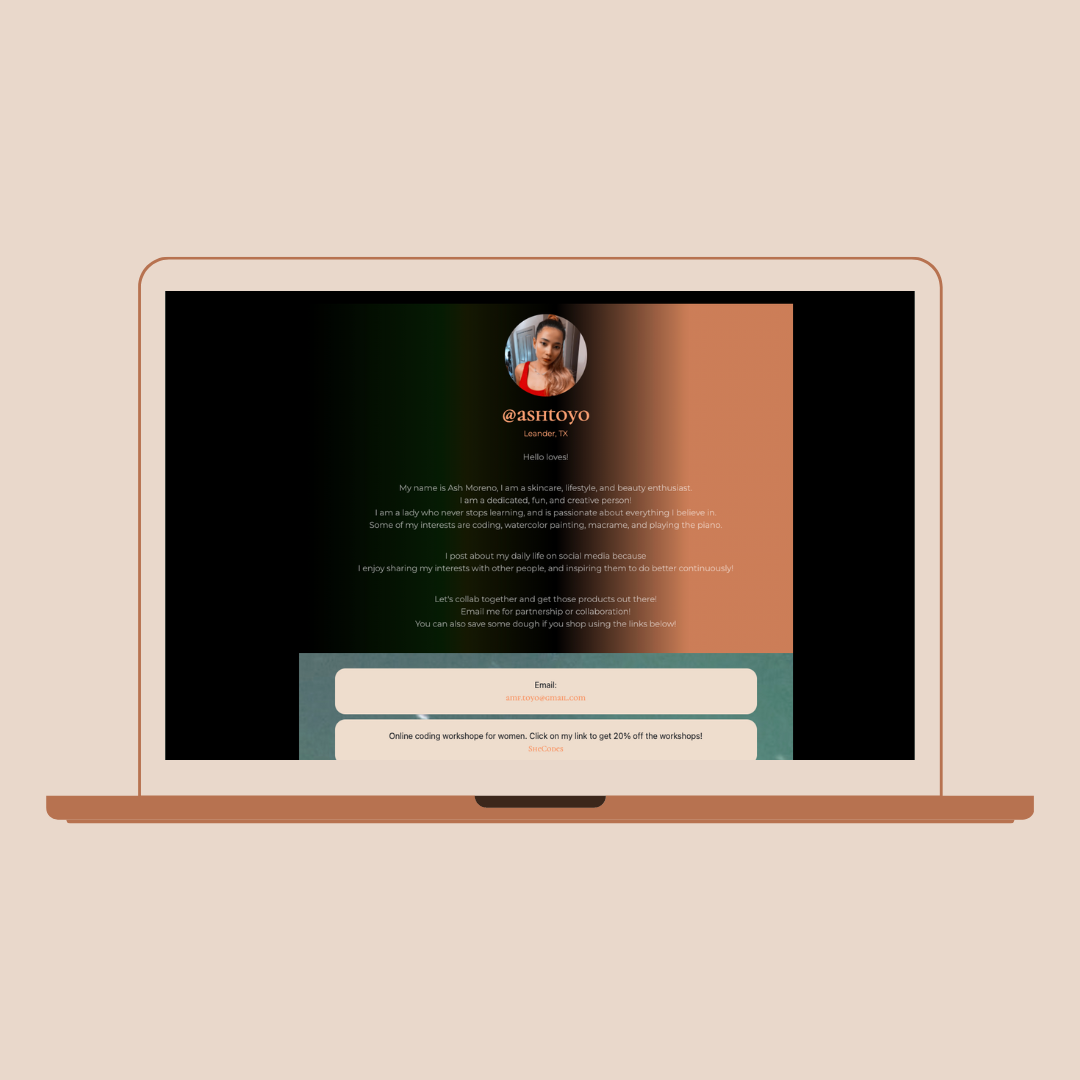 @ashtoyo
Leander, TX
Hello loves!
My name is Ash Moreno, I am a skincare, lifestyle, and beauty enthusiast.
I am a dedicated, fun, and creative person!
I am a lady who never stops learning, and is passionate about everything I believe in.
Some of my interests are coding, watercolor painting, macrame, and playing the piano.
I post about my daily life on social media because
I enjoy sharing my interests with other people, and inspiring them to do better continuously!
Let's collab together and get those products out there!
Email me for partnership or collaboration!
You can also save some dough if you shop using the links below!
Email:
Online coding workshope for women. Click on my link to get 20% off the workshops!
SheCodes